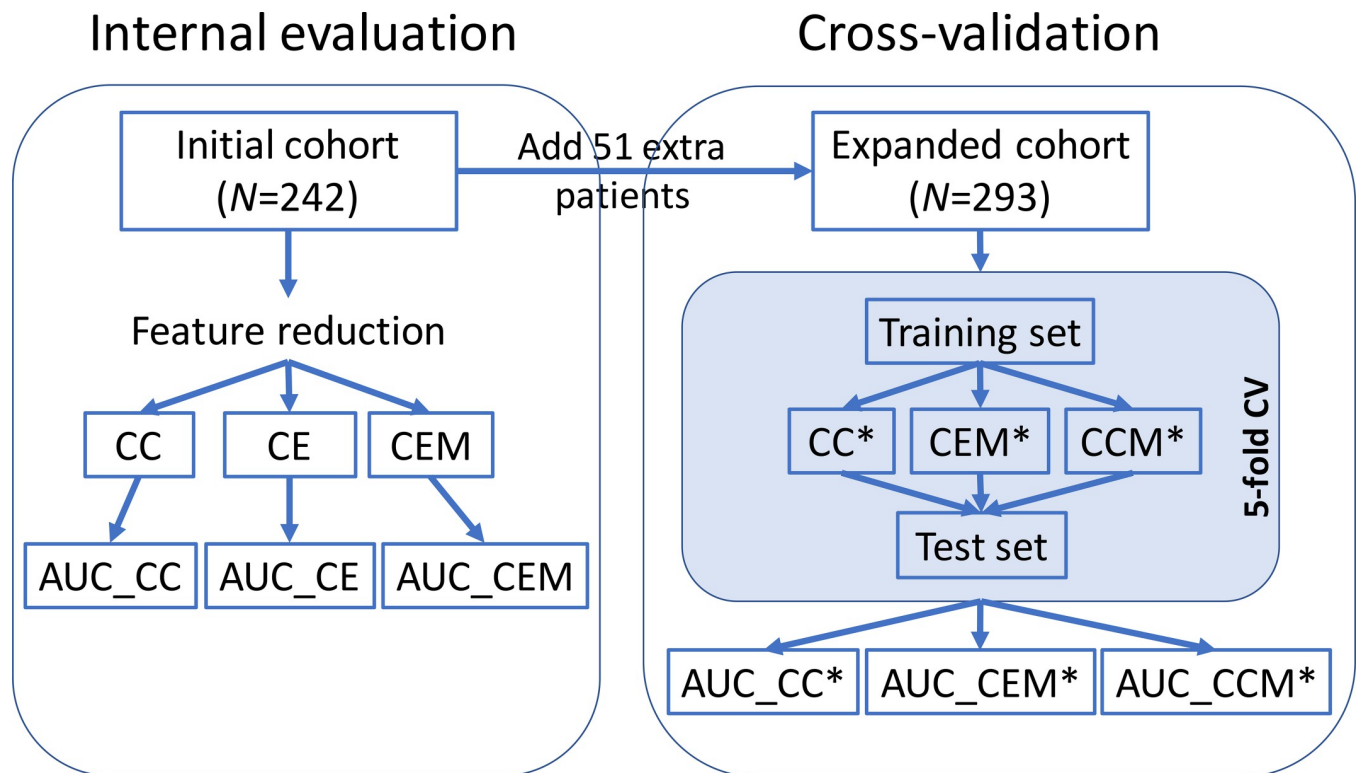 Internal evaluation
Initial cohort
(N=242)
Feature reduction
CC
CE
CEM
AUC_CC
AUC_CE
AUC_CEM
Add 51 extra
patients
Cross-validation
Expanded cohort
(N=293)
Training set
CC*
CEM*
CCM*
Test set
5-fold CV
AUC_CC*
AUC_CEM*
AUC_CCM*